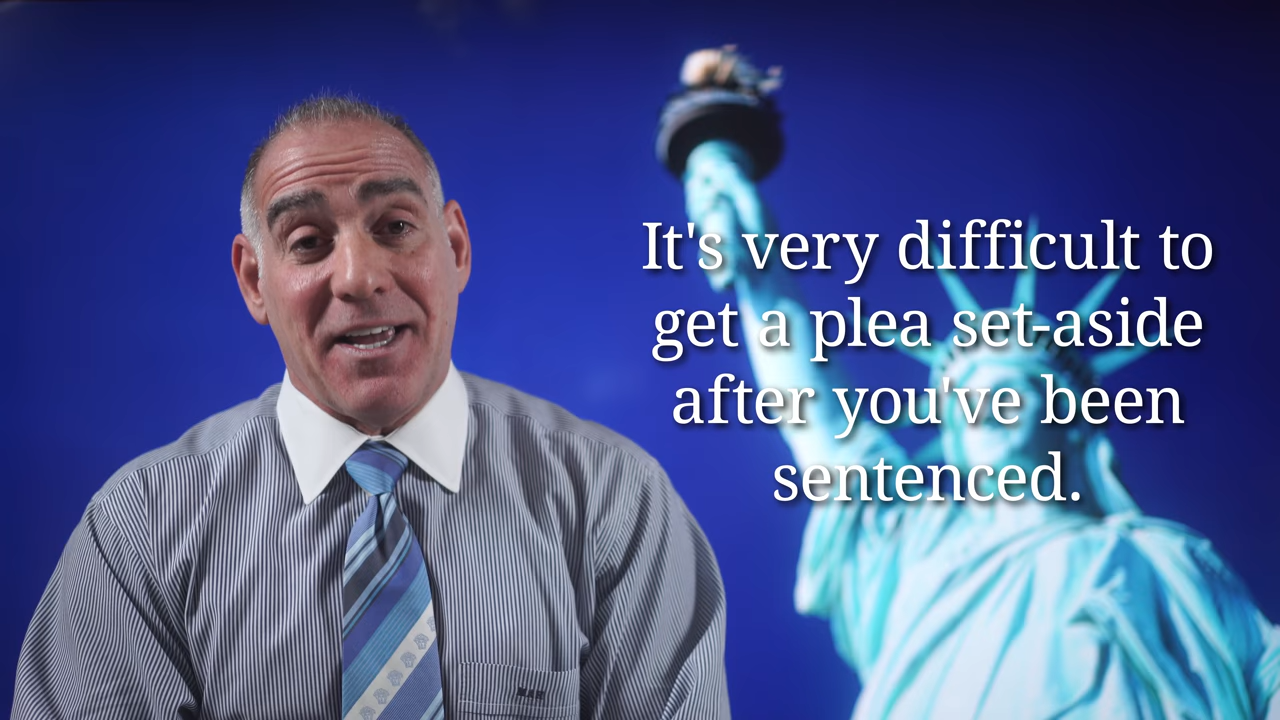 It's very difficult to
get a plea set-aside
after you've been
sentenced.